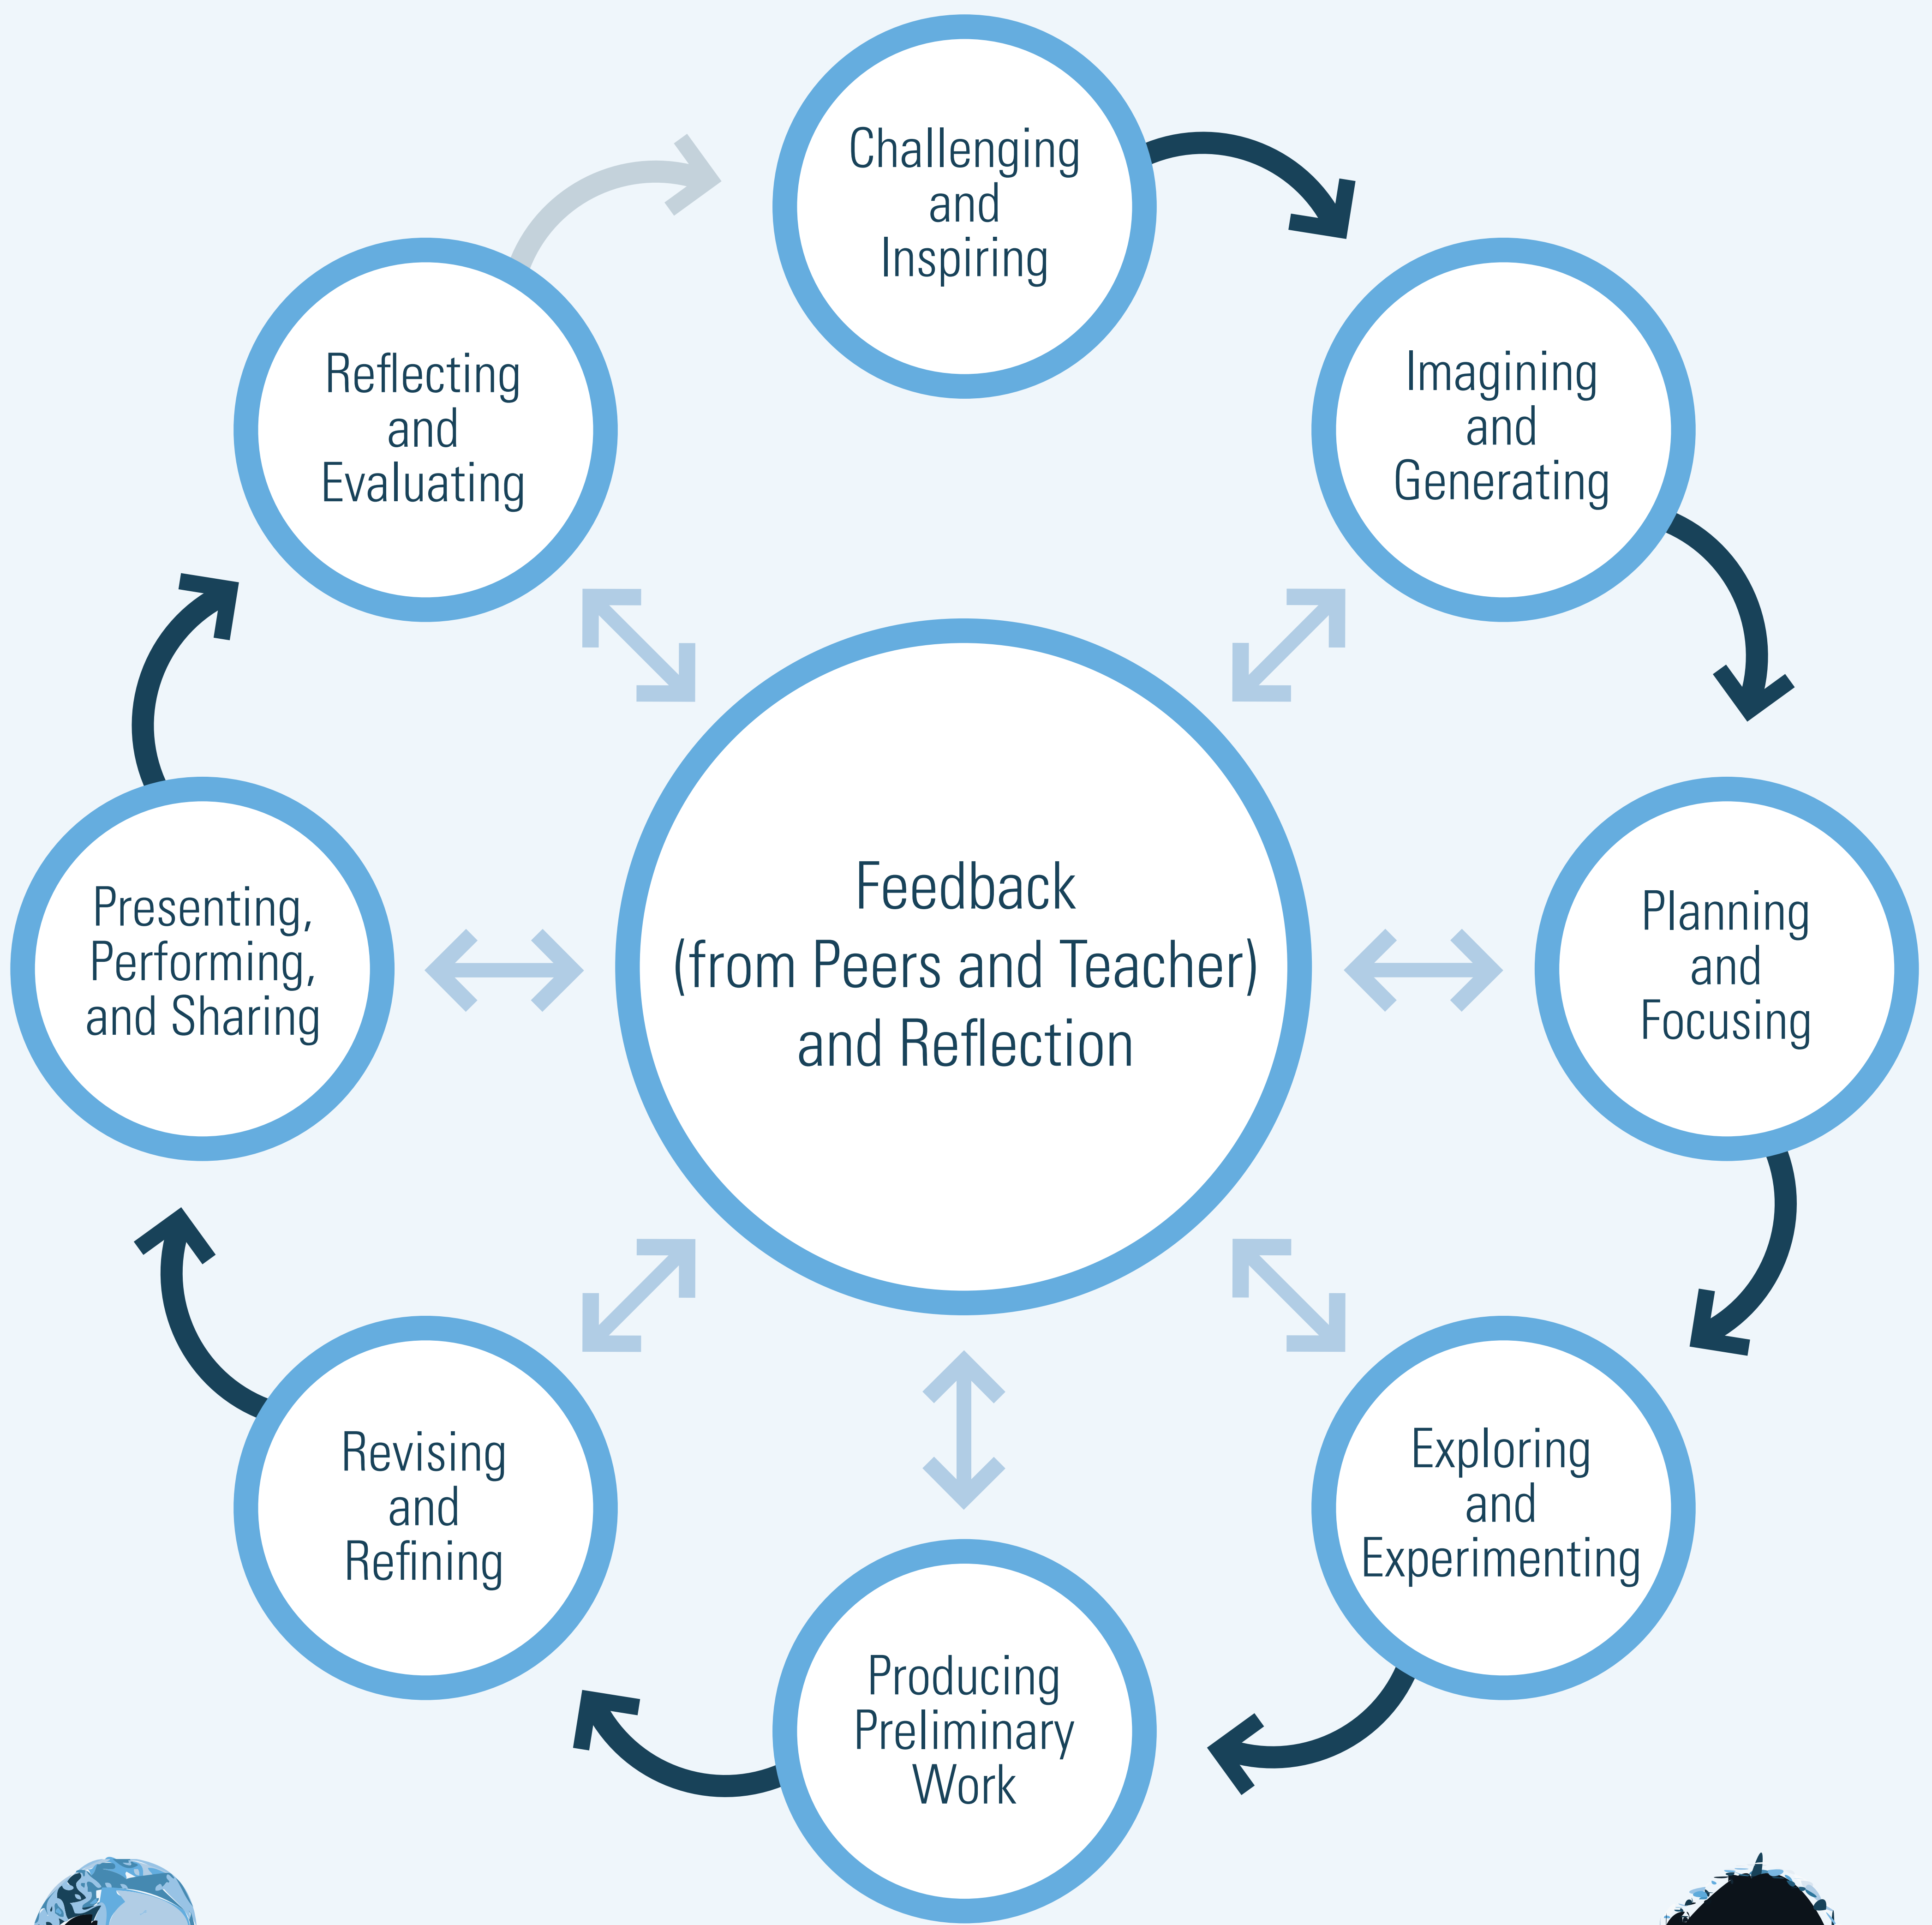 Challenging
and
Inspiring
Imagining
and
Generating
Planning
and
Focusing
Exploring
and
Experimenting
Producing
Preliminary
Work
Revising
and
Refining
Presenting,
Performing,
and Sharing
Reflecting
and
Evaluating
Feedback
(from Peers and Teacher)
and Reflection